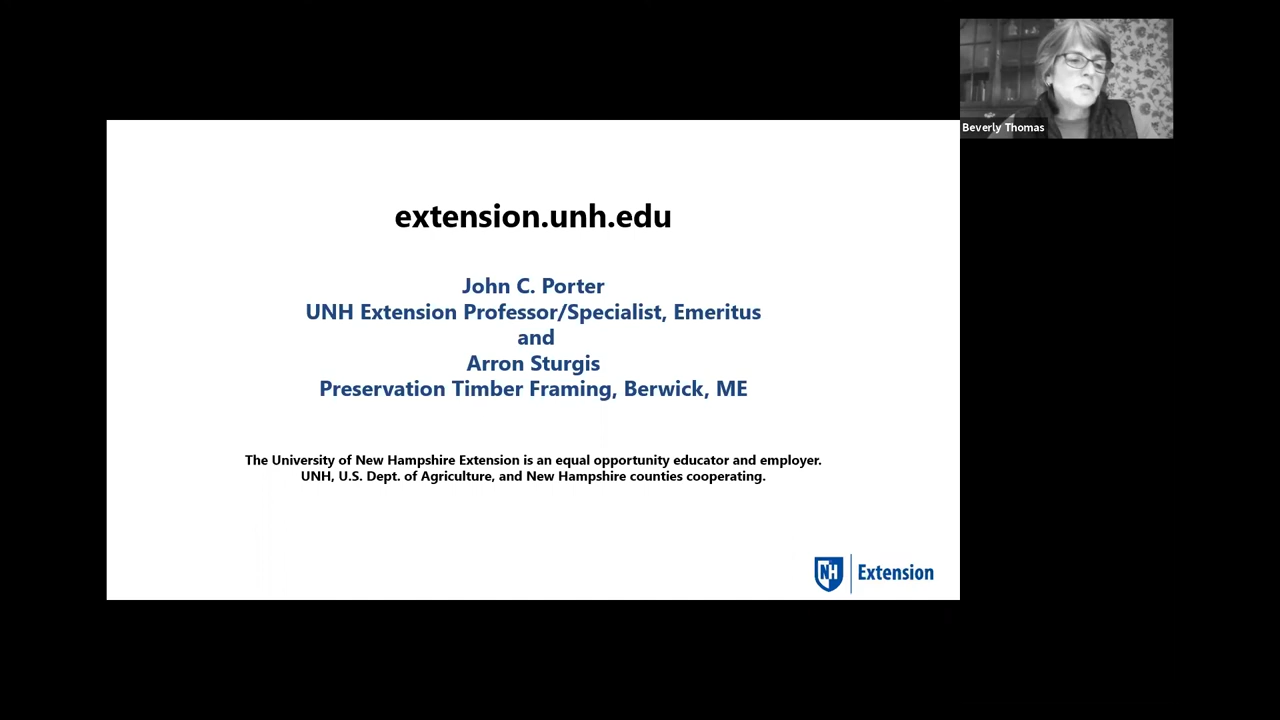 Beverly Thomas
extension.unh.edu
John C. Porter
UNH Extension Professor/Specialist, Emeritus
and
Arron Sturgis
Preservation Timber Framing, Berwick, ME
The University of New Hampshire Extension is an equal opportunity educator and employer.
UNH, U.S. Dept. of Agriculture, and New Hampshire counties cooperating.
NH Extension